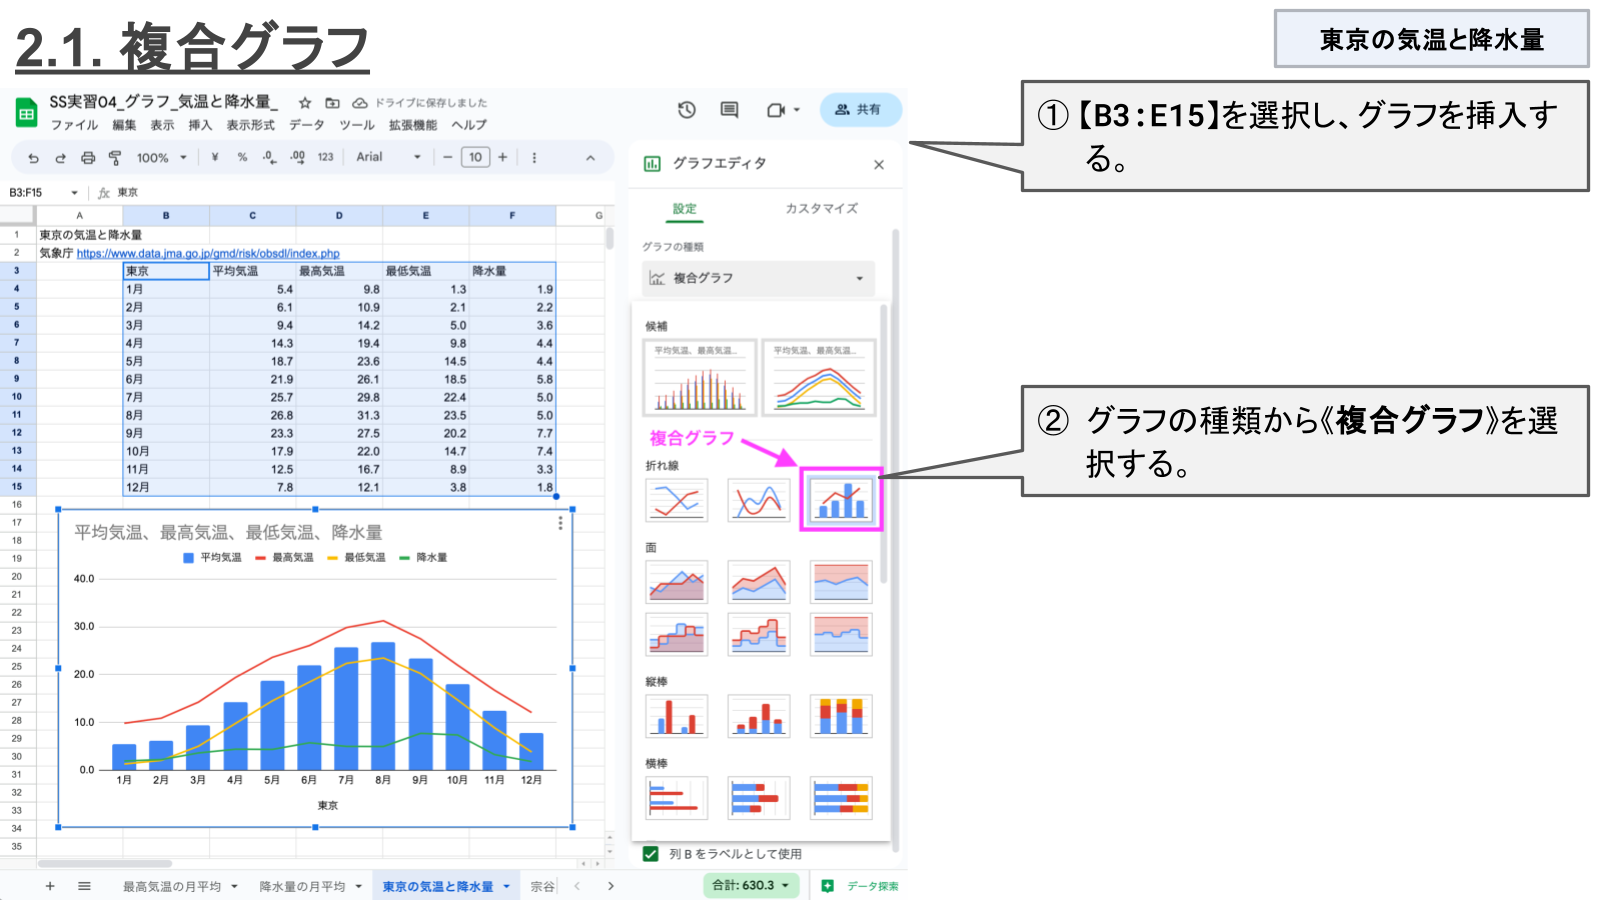 2.1. 複合グラフ
東京の気温と降水量
① 【B3：E15】を選択し、グラフを挿入す
る。
② グラフの種類から《複合グラフ》を選
択する。
SS実習04_グラフ_気温と降水量_ ドライブに保存しました
ファイル 編集 表示 挿入 表示形式 データ ツール 拡張機能 ヘルプ
共有
100% ¥ % .0 .00 123 Arial 10
B3:F15 fx 東京
A B C D E F G
1 東京の気温と降水量
2 気象庁 https://www.data.jma.go.jp/gmd/risk/obsdl/index.php
3 東京 平均気温 最高気温 最低気温 降水量
4 1月 5.4 9.8 1.3 1.9
5 2月 6.1 10.9 2.1 2.2
6 3月 9.4 14.2 5.0 3.6
7 4月 14.3 19.4 9.8 4.4
8 5月 18.7 23.6 14.5 4.4
9 6月 21.9 26.1 18.5 5.8
10 7月 25.7 29.8 22.4 5.0
11 8月 26.8 31.3 23.5 5.0
12 9月 23.3 27.5 20.2 7.7
13 10月 17.9 22.0 14.7 7.4
14 11月 12.5 16.7 8.9 3.3
15 12月 7.8 12.1 3.8 1.8
16
17
18
19
20
21
22
23
24
25
26
27
28
29
30
31
32
33
34
35
平均気温、最高気温、最低気温、降水量
平均気温 最高気温 最低気温 降水量
40.0
30.0
20.0
10.0
0.0
1月 2月 3月 4月 5月 6月 7月 8月 9月 10月 11月 12月
東京
グラフエディタ
設定 カスタマイズ
グラフの種類
複合グラフ
候補
平均気温、最高気温... 平均気温、最高気温...
複合グラフ
折れ線
面
縦棒
横棒
列 B をラベルとして使用
最高気温の月平均 降水量の月平均 東京の気温と降水量 宗谷
合計: 630.3 データ探索